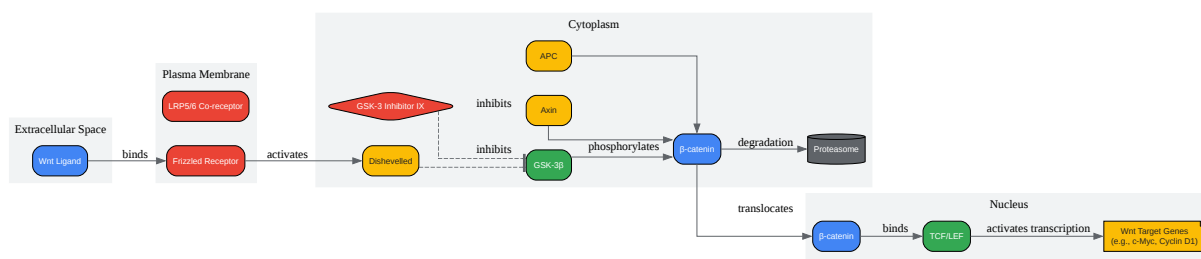 Cytoplasm
APC
Plasma Membrane
LRP5/6 Co-receptor
GSK-3 Inhibitor IX
inhibits
Axin
Extracellular Space
Wnt Ligand
binds
Frizzled Receptor
activates
Dishevelled
inhibits
GSK-3β
phosphorylates
β-catenin
degradation
Proteasome
translocates
Nucleus
β-catenin
binds
TCF/LEF
activates transcription
Wnt Target Genes
(e.g., c-Myc, Cyclin D1)